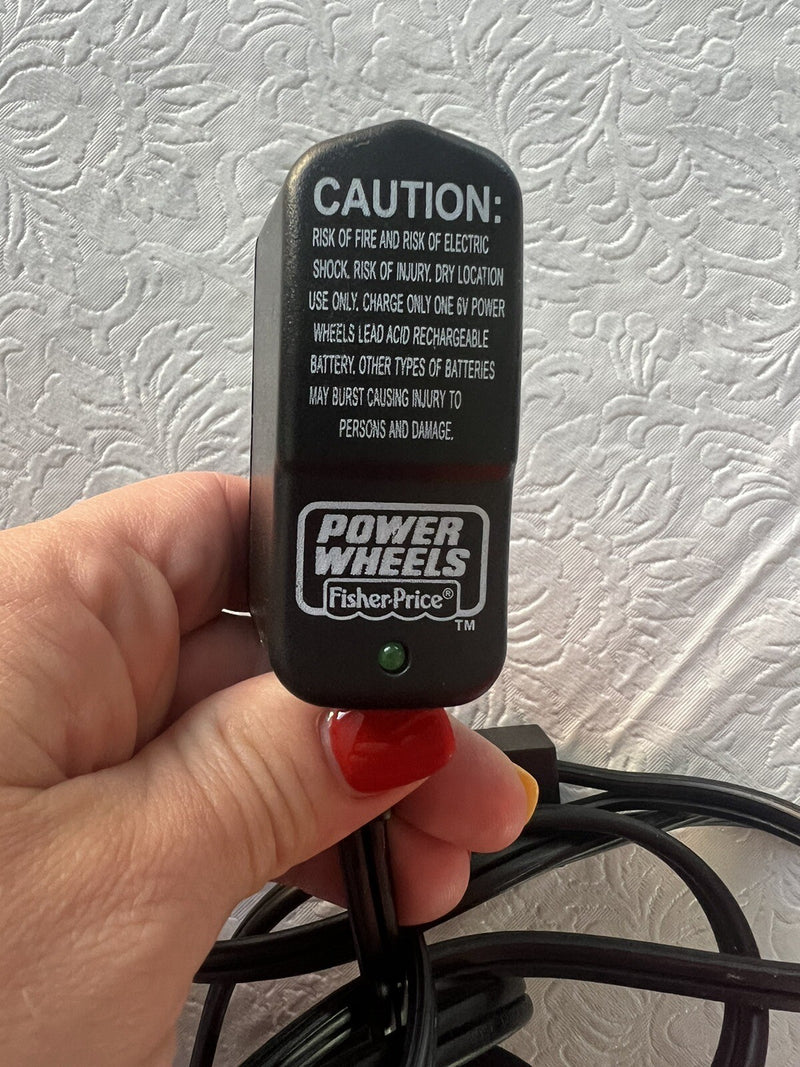 CAUTION:
RISK OF FIRE AND RISK OF ELECTRIC
SHOCK. RISK OF INJURY. DRY LOCATION
USE ONLY. CHARGE ONLY ONE 6V POWER
WHEELS LEAD ACID RECHARGEABLE
BATTERY. OTHER TYPES OF BATTERIES
MAY BURST CAUSING INJURY TO
PERSONS AND DAMAGE.
POWER
WHEELS
Fisher-Price®
TM